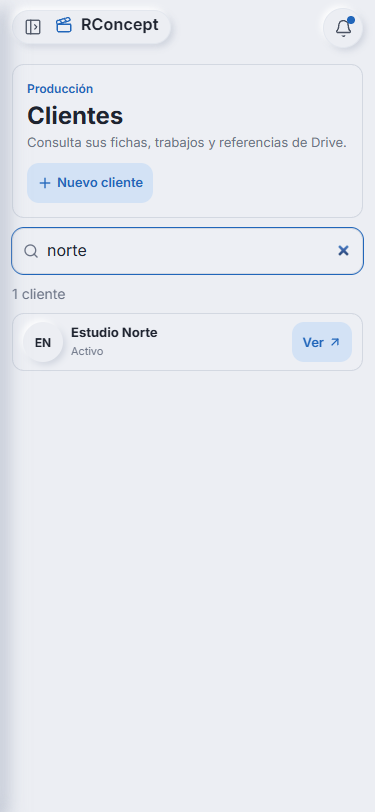 RConcept
Producción
Clientes
Consulta sus fichas, trabajos y referencias de Drive.
Nuevo cliente
norte
1 cliente
EN
Estudio Norte
Activo
Ver